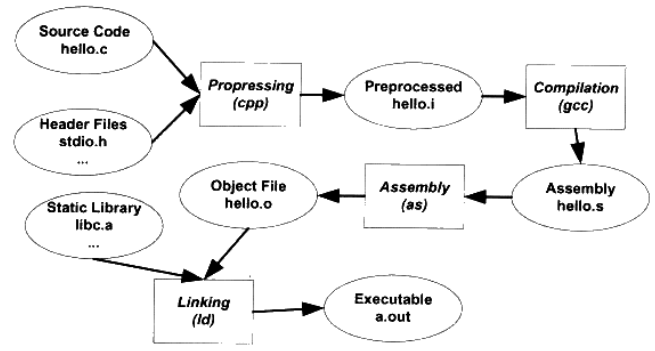 Source Code
hello.c
Propressing
(cpp)
Preprocessed
hello.i
Compilation
(gcc)
Header Files
stdio.h
...
Object File
hello.o
Assembly
(as)
Assembly
hello.s
Static Library
libc.a
...
Linking
(ld)
Executable
a.out